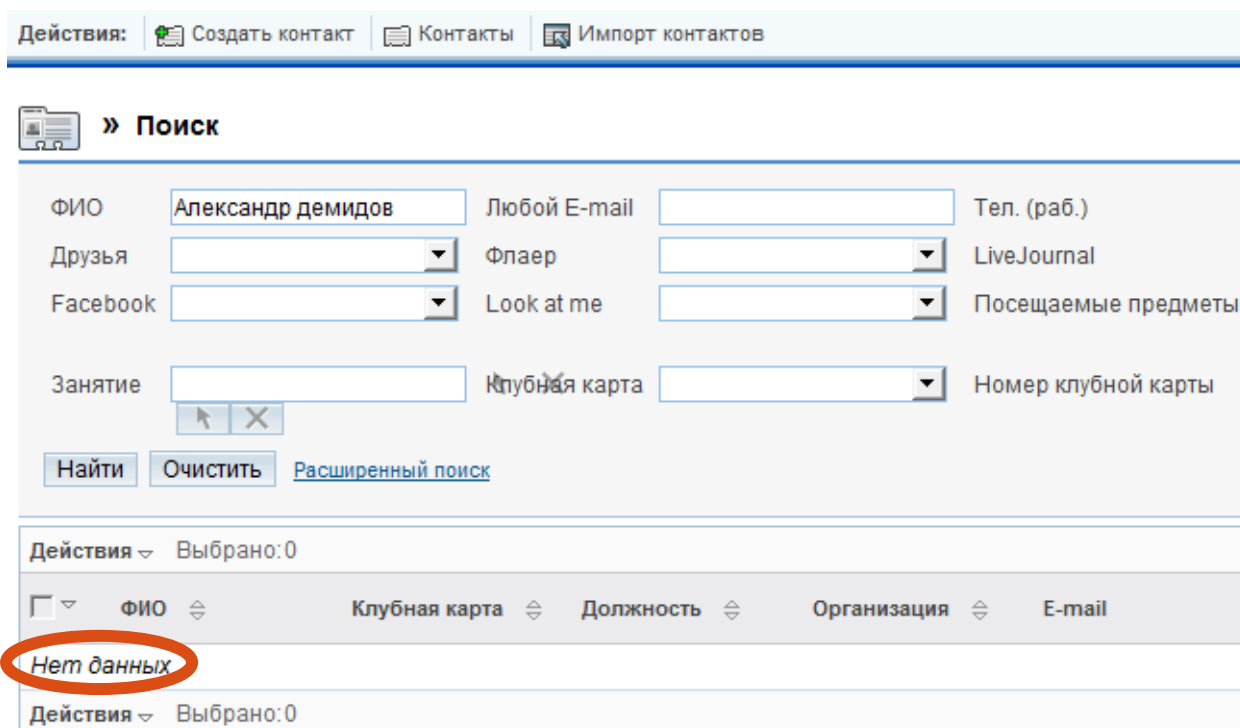 Действия: Создать контакт Контакты Импорт контактов
» Поиск
ФИО Александр демидов Любой E-mail Тел. (раб.)
Друзья Флаер LiveJournal
Facebook Look at me Посещаемые предметы
Занятие Клубная карта Номер клубной карты
Найти Очистить Расширенный поиск
Действия Выбрано:0
ФИО Клубная карта Должность Организация E-mail
Нет данных
Действия Выбрано:0